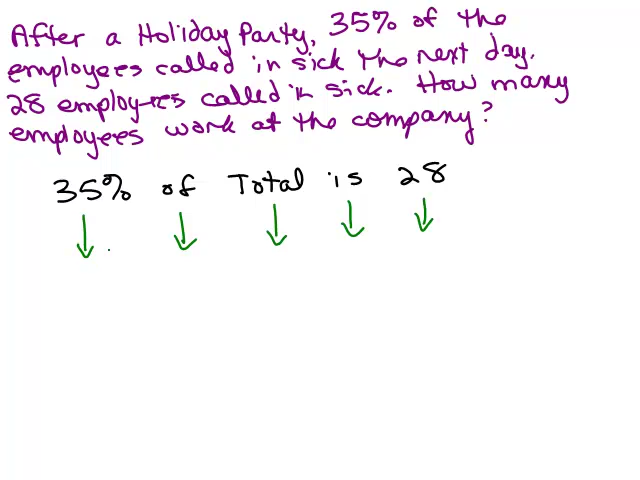 After a Holiday Party, 35% of the
employees called in sick the next day.
28 employees called in sick. How many
employees work at the company?
35% of Total is 28